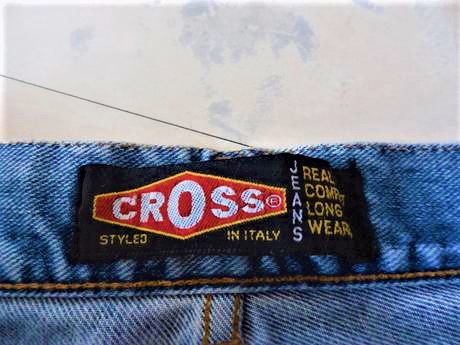 CROSS®
STYLED IN ITALY
JEANS
REAL
COMFORT
LONG
WEAR